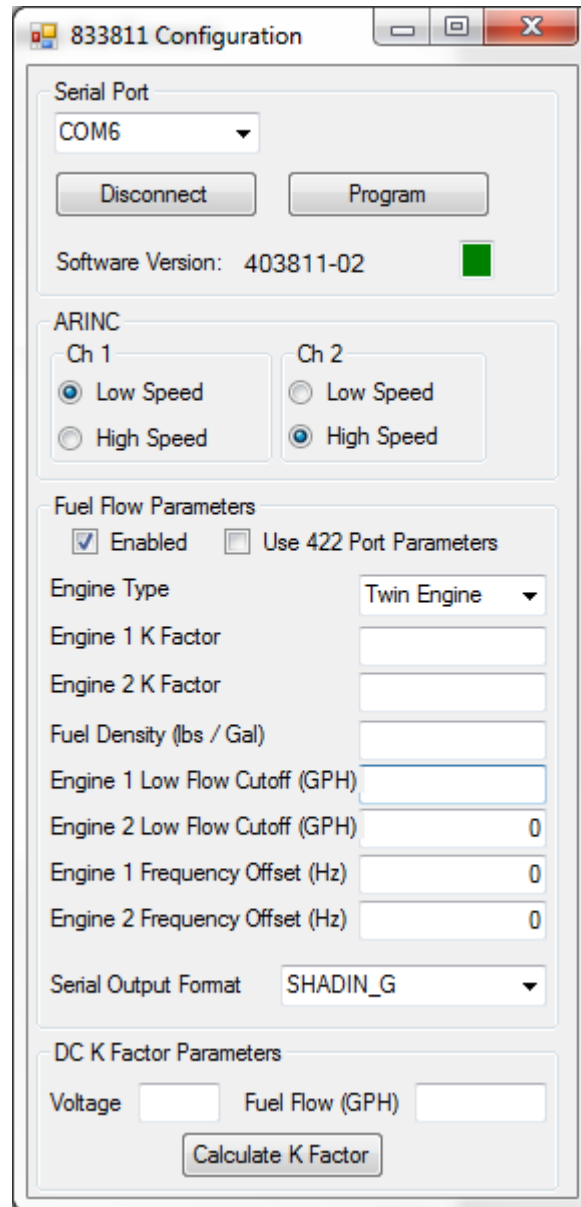 833811 Configuration
Serial Port
COM6
Disconnect Program
Software Version: 403811-02
ARINC
Ch 1 Ch 2
Low Speed Low Speed
High Speed High Speed
Fuel Flow Parameters
Enabled Use 422 Port Parameters
Engine Type Twin Engine
Engine 1 K Factor
Engine 2 K Factor
Fuel Density (lbs / Gal)
Engine 1 Low Flow Cutoff (GPH)
Engine 2 Low Flow Cutoff (GPH) 0
Engine 1 Frequency Offset (Hz) 0
Engine 2 Frequency Offset (Hz) 0
Serial Output Format SHADIN_G
DC K Factor Parameters
Voltage Fuel Flow (GPH)
Calculate K Factor